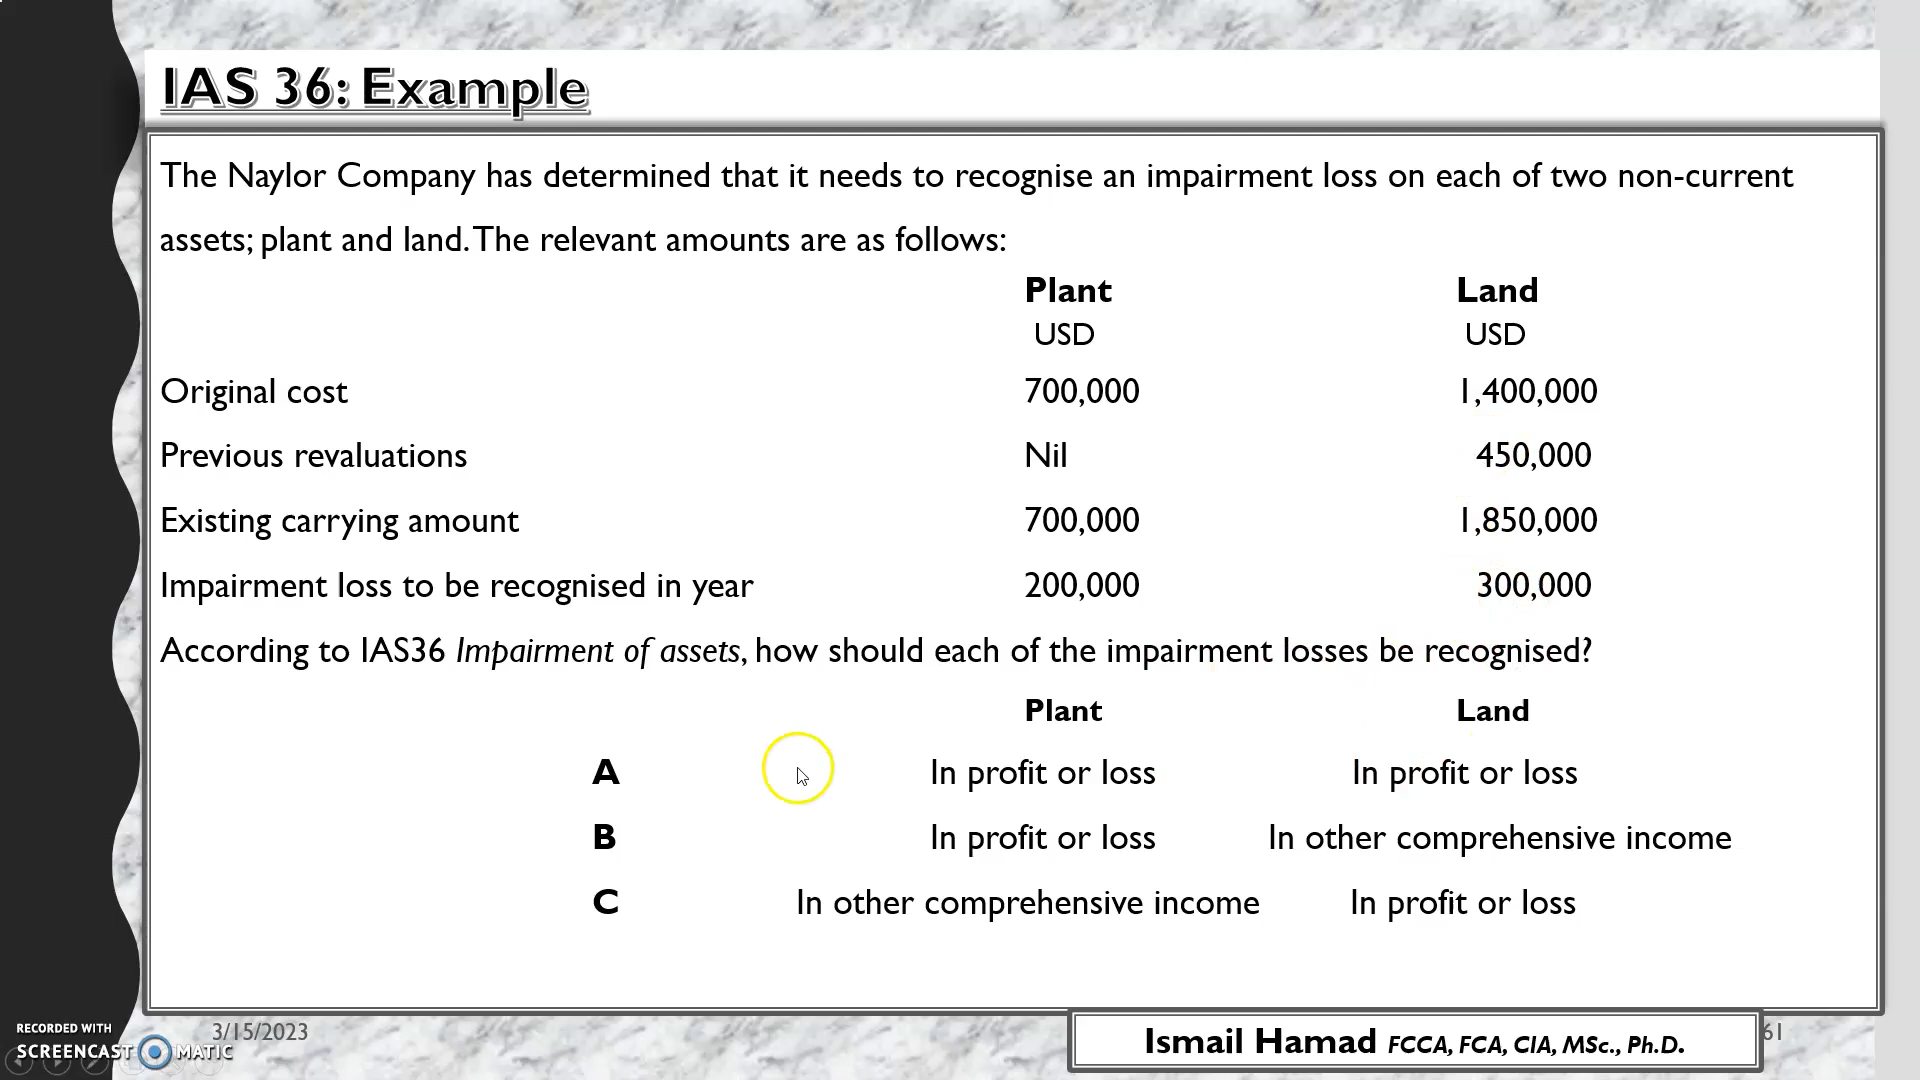 IAS 36: Example
The Naylor Company has determined that it needs to recognise an impairment loss on each of two non-current
assets; plant and land. The relevant amounts are as follows:
Plant Land
USD USD
Original cost 700,000 1,400,000
Previous revaluations Nil 450,000
Existing carrying amount 700,000 1,850,000
Impairment loss to be recognised in year 200,000 300,000
According to IAS36 Impairment of assets, how should each of the impairment losses be recognised?
Plant Land
A In profit or loss In profit or loss
B In profit or loss In other comprehensive income
C In other comprehensive income In profit or loss
3/15/2023
Ismail Hamad FCCA, FCA, CIA, MSc., Ph.D.
61
RECORDED WITH
SCREENCAST MATIC